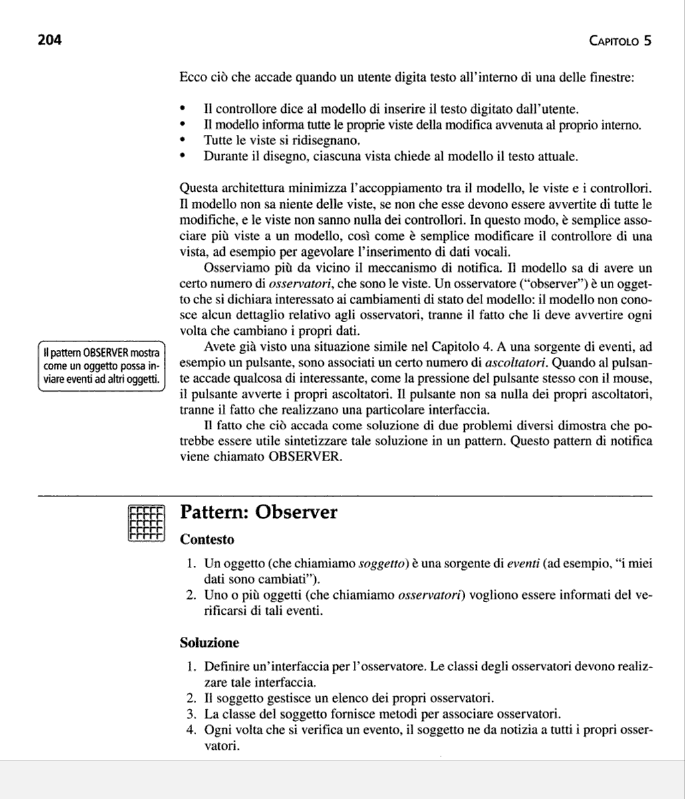 204
CAPITOLO 5
Ecco ciò che accade quando un utente digita testo all'interno di una delle finestre:
• Il controllore dice al modello di inserire il testo digitato dall'utente.
• Il modello informa tutte le proprie viste della modifica avvenuta al proprio interno.
• Tutte le viste si ridisegnano.
• Durante il disegno, ciascuna vista chiede al modello il testo attuale.
Questa architettura minimizza l'accoppiamento tra il modello, le viste e i controllori.
Il modello non sa niente delle viste, se non che esse devono essere avvertite di tutte le
modifiche, e le viste non sanno nulla dei controllori. In questo modo, è semplice asso-
ciare più viste a un modello, così come è semplice modificare il controllore di una
vista, ad esempio per agevolare l'inserimento di dati vocali.
Osserviamo più da vicino il meccanismo di notifica. Il modello sa di avere un
certo numero di osservatori, che sono le viste. Un osservatore ("observer") è un ogget-
to che si dichiara interessato ai cambiamenti di stato del modello: il modello non cono-
sce alcun dettaglio relativo agli osservatori, tranne il fatto che li deve avvertire ogni
volta che cambiano i propri dati.
Avete già visto una situazione simile nel Capitolo 4. A una sorgente di eventi, ad
esempio un pulsante, sono associati un certo numero di ascoltatori. Quando al pulsan-
te accade qualcosa di interessante, come la pressione del pulsante stesso con il mouse,
il pulsante avverte i propri ascoltatori. Il pulsante non sa nulla dei propri ascoltatori,
tranne il fatto che realizzano una particolare interfaccia.
Il fatto che ciò accada come soluzione di due problemi diversi dimostra che po-
trebbe essere utile sintetizzare tale soluzione in un pattern. Questo pattern di notifica
viene chiamato OBSERVER.
Il pattern OBSERVER mostra
come un oggetto possa in-
viare eventi ad altri oggetti.
Pattern: Observer
Contesto
1. Un oggetto (che chiamiamo soggetto) è una sorgente di eventi (ad esempio, "i miei
dati sono cambiati").
2. Uno o più oggetti (che chiamiamo osservatori) vogliono essere informati del ve-
rificarsi di tali eventi.
Soluzione
1. Definire un'interfaccia per l'osservatore. Le classi degli osservatori devono realiz-
zare tale interfaccia.
2. Il soggetto gestisce un elenco dei propri osservatori.
3. La classe del soggetto fornisce metodi per associare osservatori.
4. Ogni volta che si verifica un evento, il soggetto ne da notizia a tutti i propri osser-
vatori.